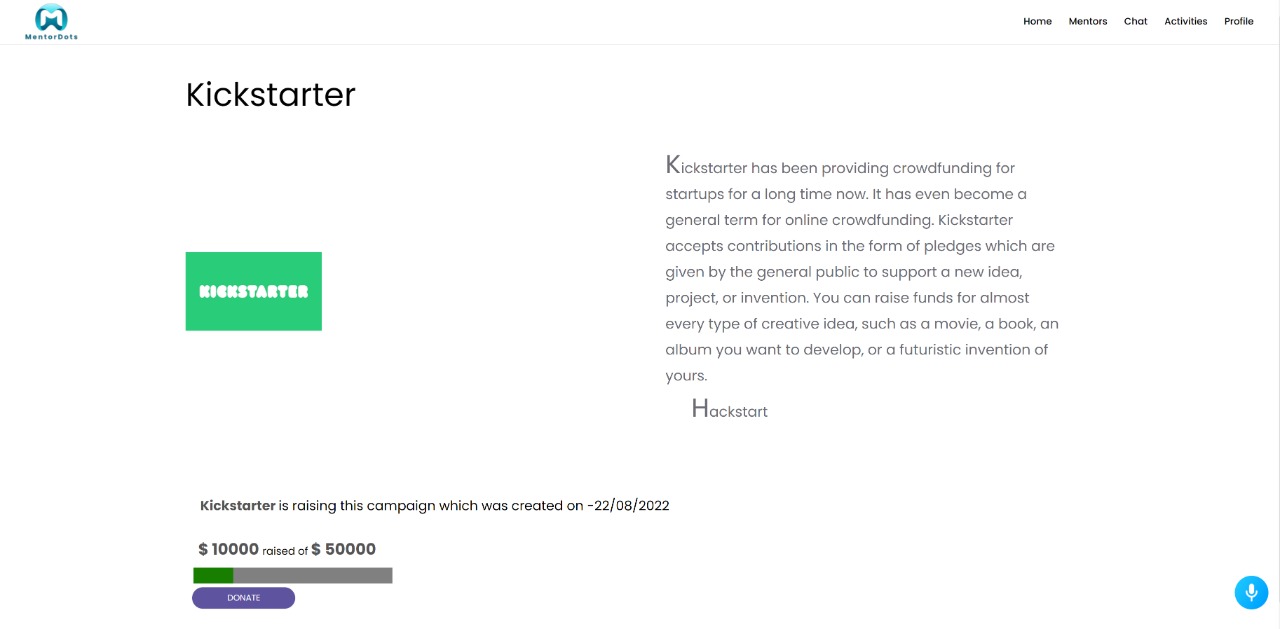 MentorDots
Home Mentors Chat Activities Profile
Kickstarter
KICKSTARTER
Kickstarter has been providing crowdfunding for
startups for a long time now. It has even become a
general term for online crowdfunding. Kickstarter
accepts contributions in the form of pledges which are
given by the general public to support a new idea,
project, or invention. You can raise funds for almost
every type of creative idea, such as a movie, a book, an
album you want to develop, or a futuristic invention of
yours.
Hackstart
Kickstarter is raising this campaign which was created on -22/08/2022
$ 10000 raised of $ 50000
DONATE